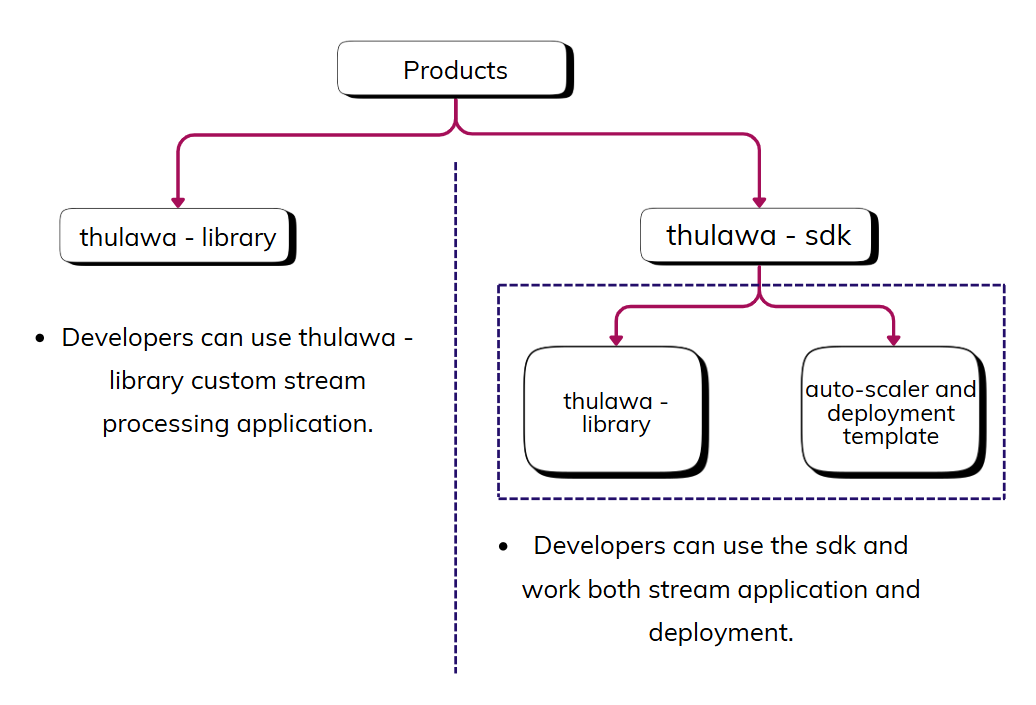 Products
thulawa - library
thulawa - sdk
• Developers can use thulawa -
library custom stream
processing application.
thulawa -
library
auto-scaler and
deployment
template
• Developers can use the sdk and
work both stream application and
deployment.